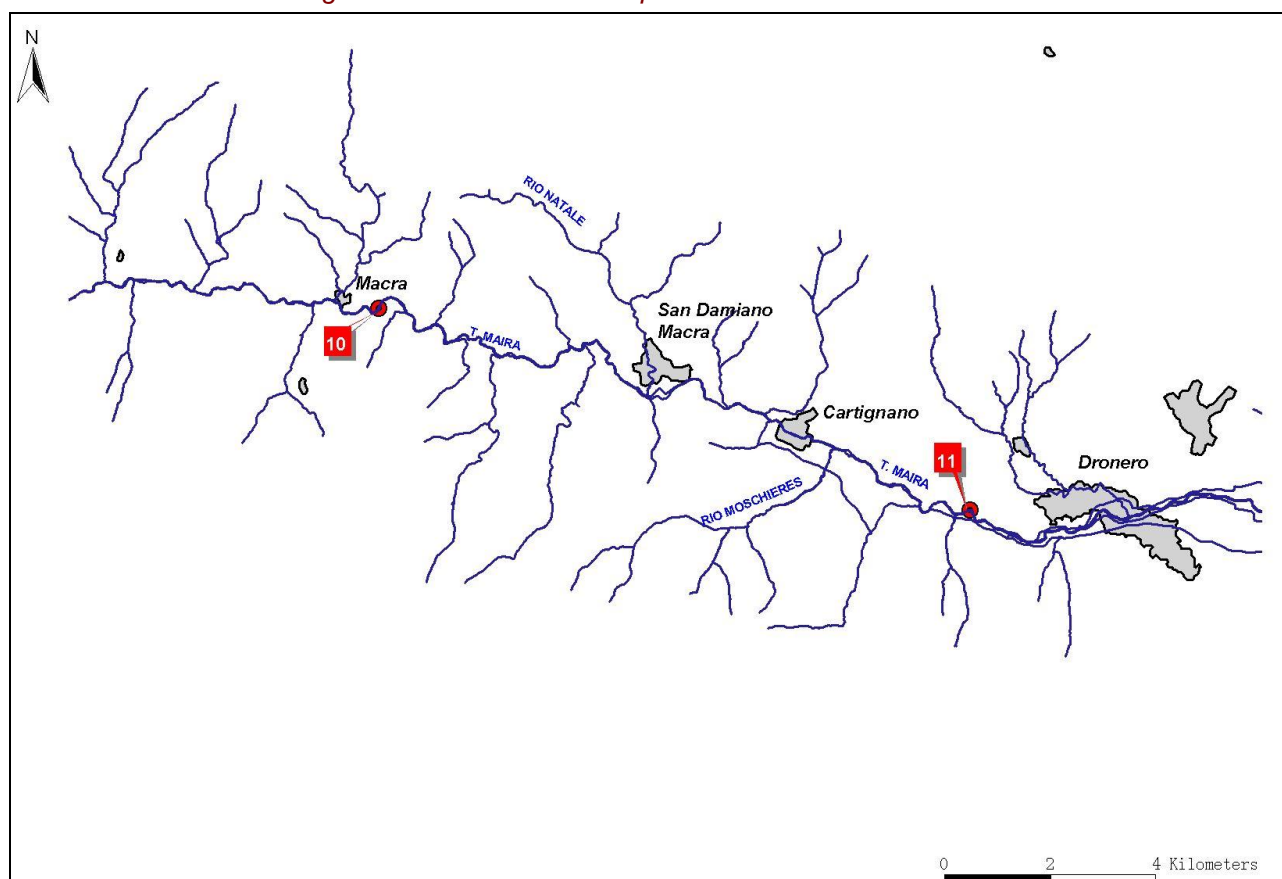 N
RIO NATALE
Macra
10
T. MAIRA
San Damiano
Macra
Cartignano
11
T. MAIRA
Dronero
RIO MOSCHIERES
0 2 4 Kilometers